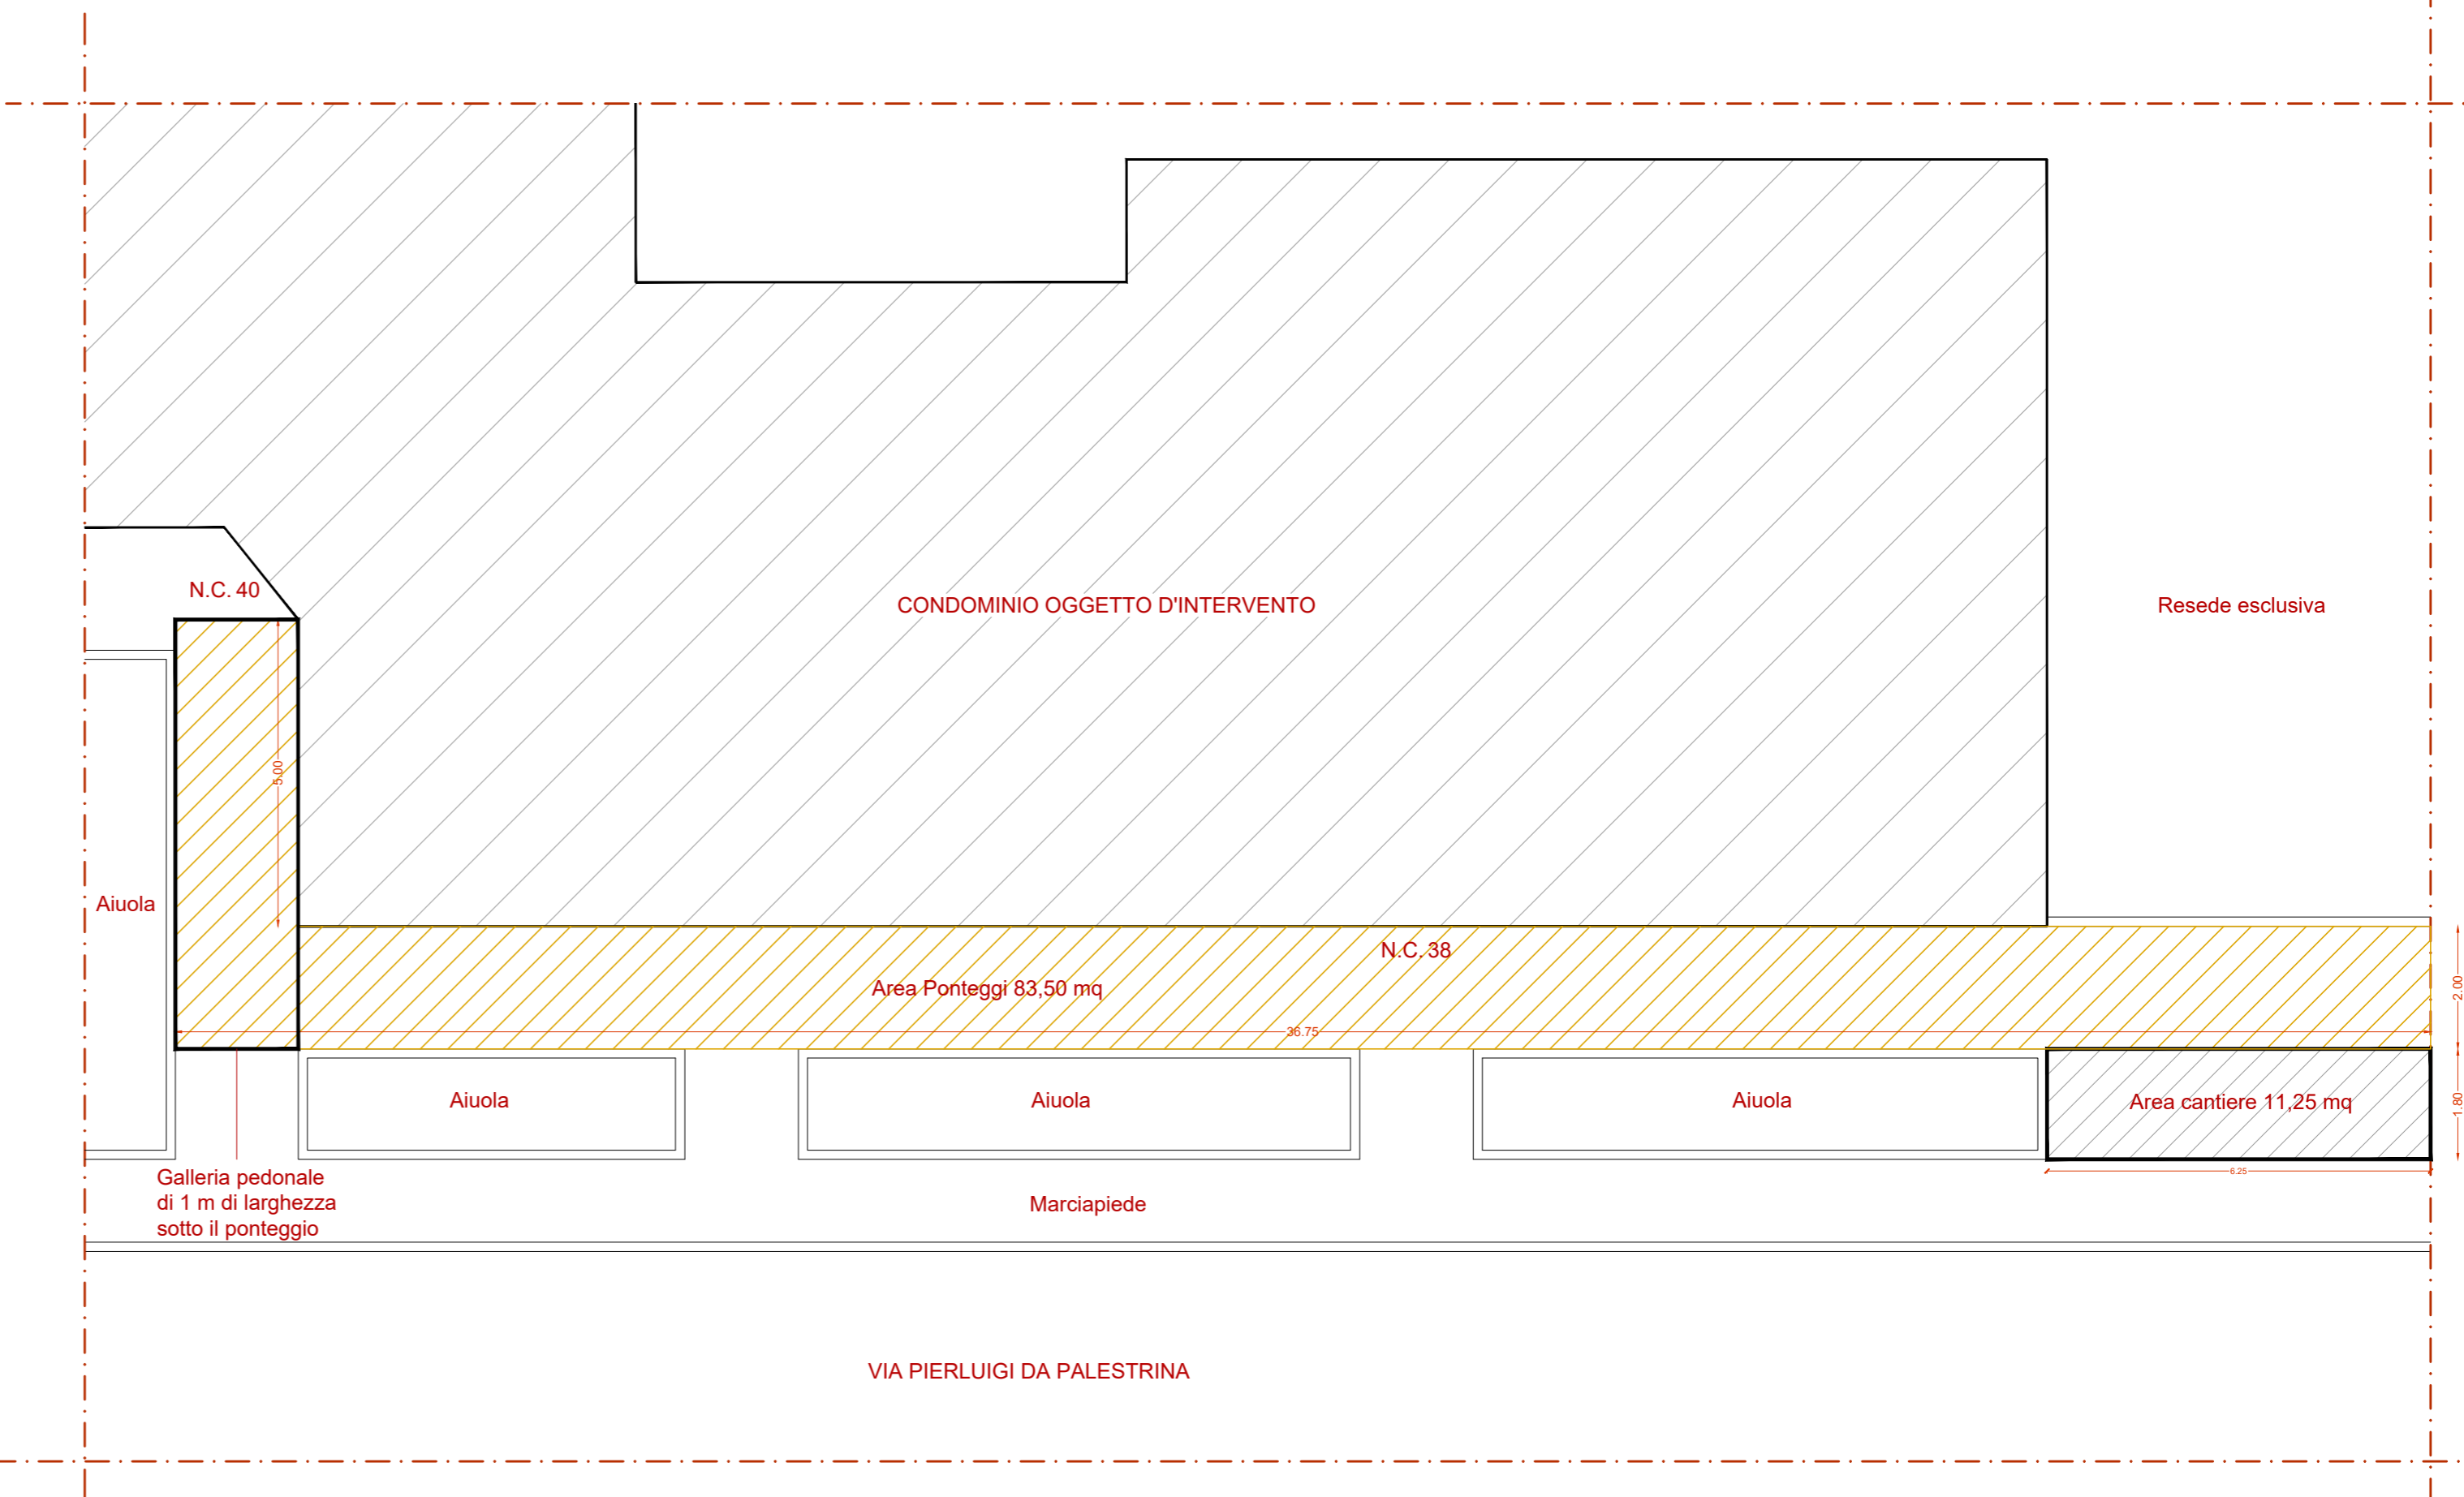 N.C. 40
CONDOMINIO OGGETTO D'INTERVENTO
Resede esclusiva
5.00
Aiuola
N.C. 38
Area Ponteggi 83,50 mq
2.00
36.75
Aiuola
Aiuola
Aiuola
Area cantiere 11,25 mq
1.80
6.25
Galleria pedonale
di 1 m di larghezza
sotto il ponteggio
Marciapiede
VIA PIERLUIGI DA PALESTRINA